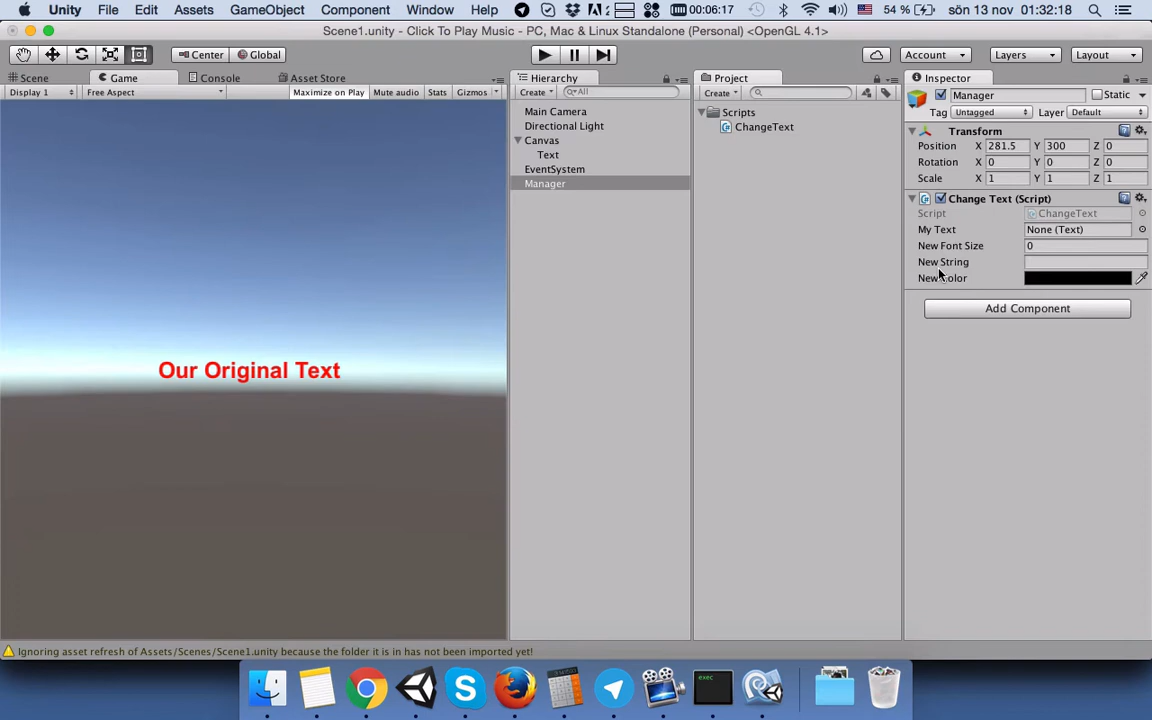 Unity File Edit Assets GameObject Component Window Help 00:06:17 54 % sön 13 nov 01:32:18
Scene1.unity - Click To Play Music - PC, Mac & Linux Standalone (Personal) <OpenGL 4.1>
Center Global Account Layers Layout
Scene Game Console Asset Store Hierarchy Project Inspector
Display 1 Free Aspect Maximize on Play Mute audio Stats Gizmos Create All Create Manager Static
Tag Untagged Layer Default
Main Camera Scripts
Directional Light ChangeText Transform
Canvas Position X 281.5 Y 300 Z 0
Text Rotation X 0 Y 0 Z 0
EventSystem Scale X 1 Y 1 Z 1
Manager Change Text (Script)
Script ChangeText
My Text None (Text)
New Font Size 0
New String
New Color
Add Component
Our Original Text
Ignoring asset refresh of Assets/Scenes/Scene1.unity because the folder it is in has not been imported yet!
exec